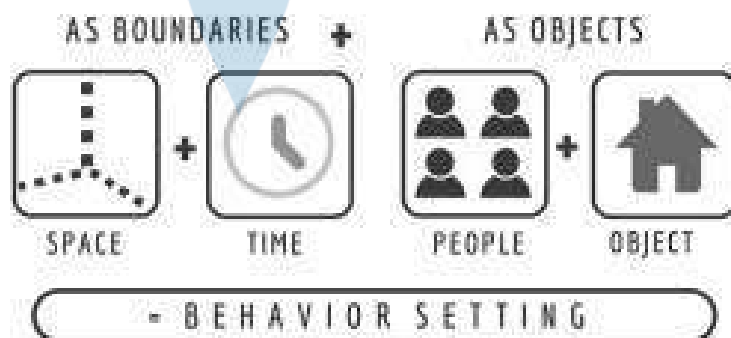 AS BOUNDARIES + AS OBJECTS
+ +
SPACE TIME PEOPLE OBJECT
- BEHAVIOR SETTING